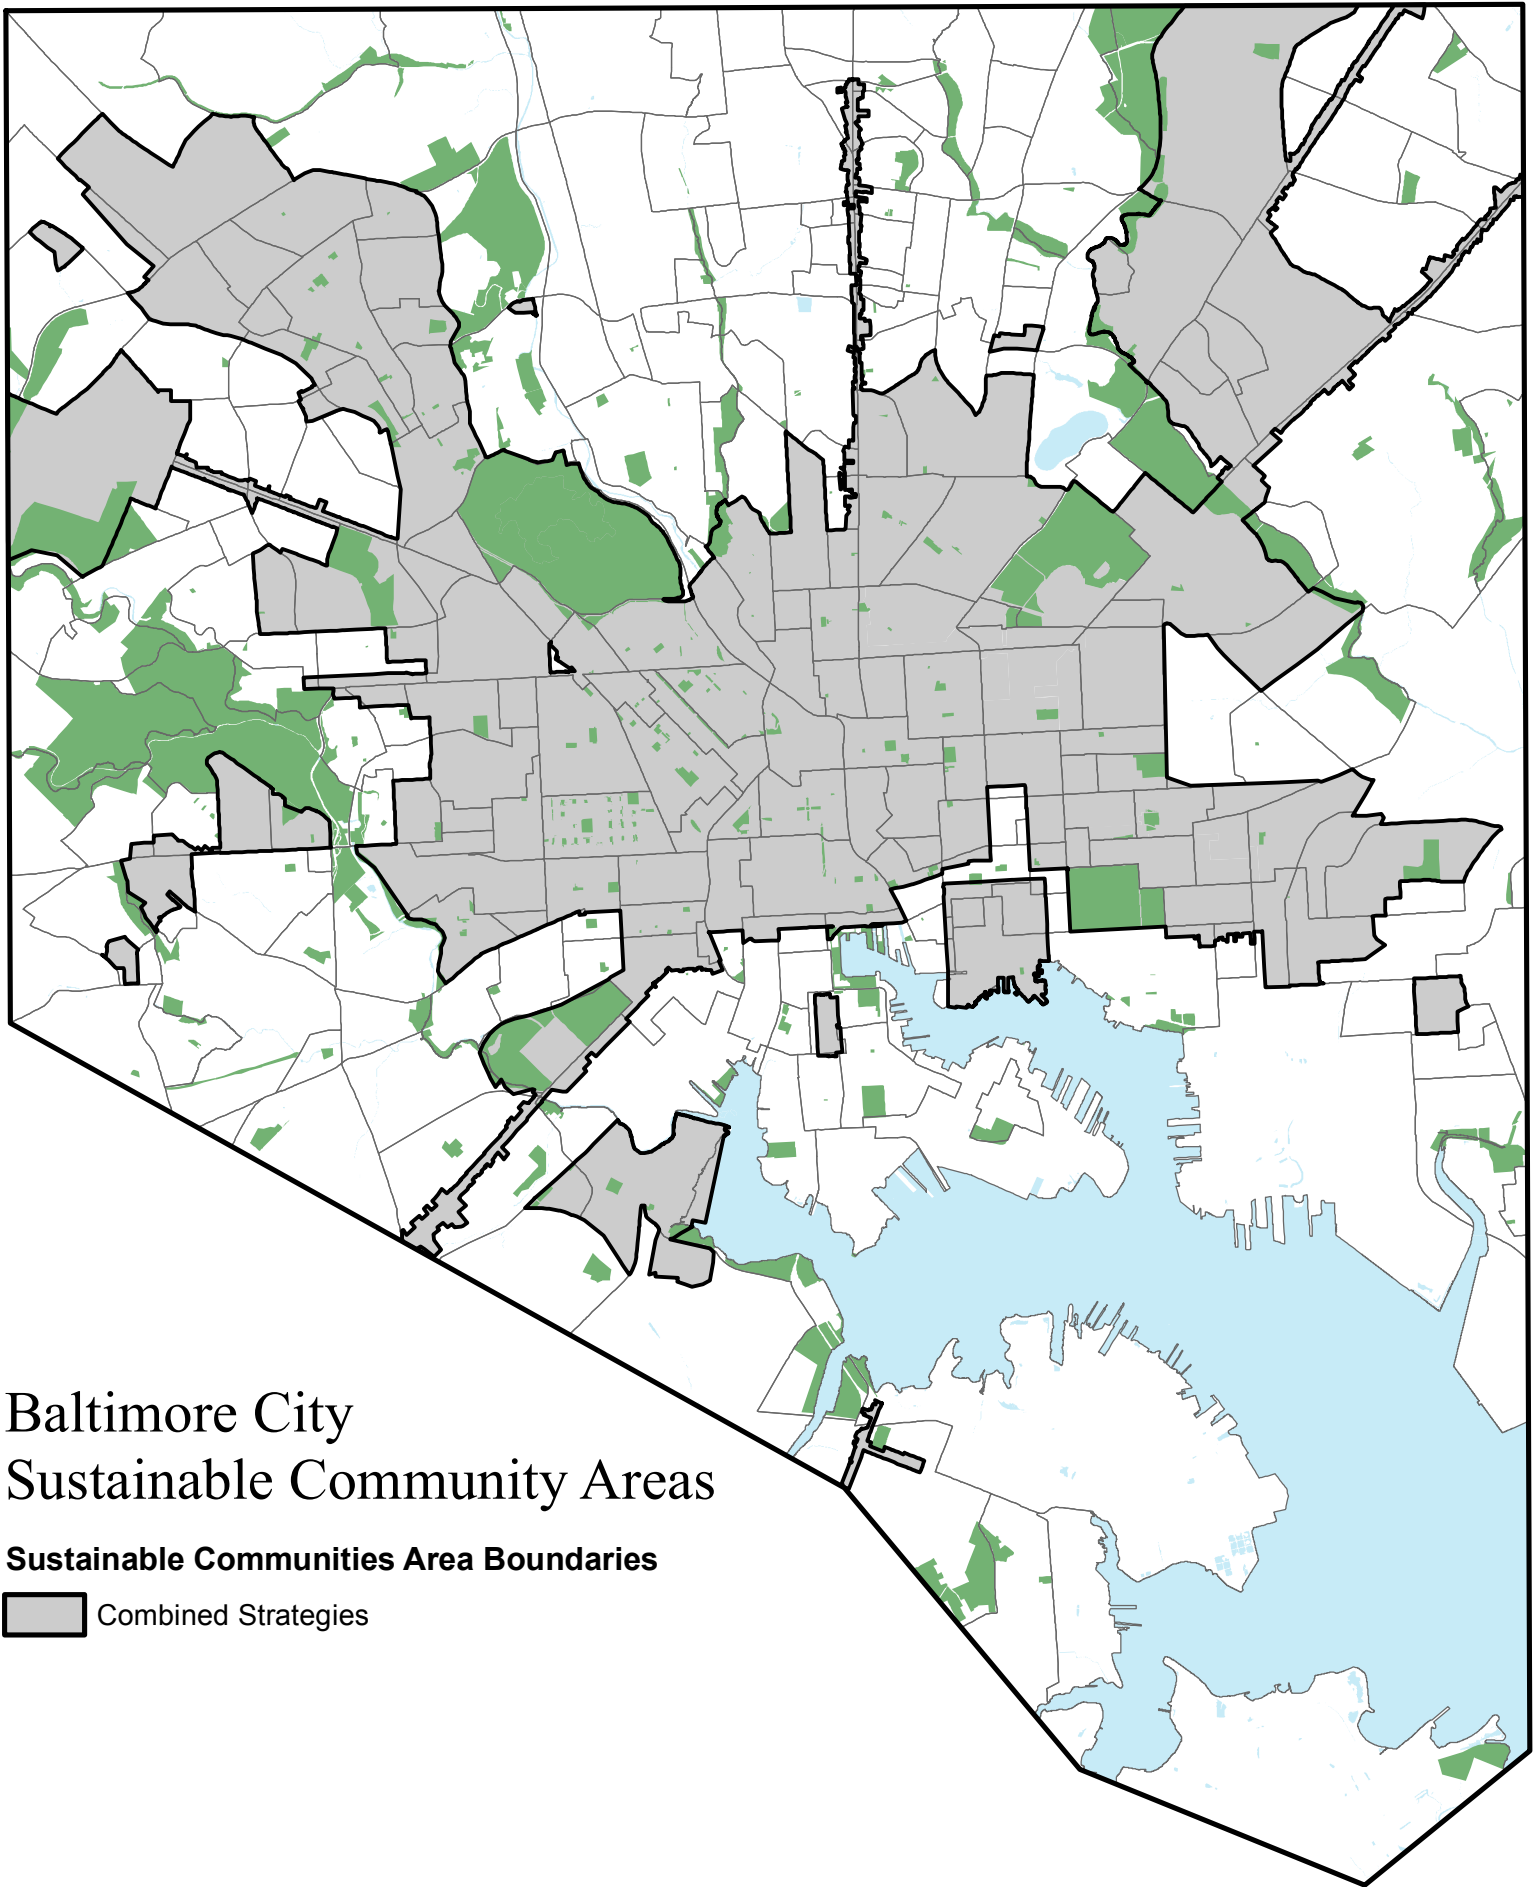 Baltimore City
Sustainable Community Areas
Sustainable Communities Area Boundaries
Combined Strategies